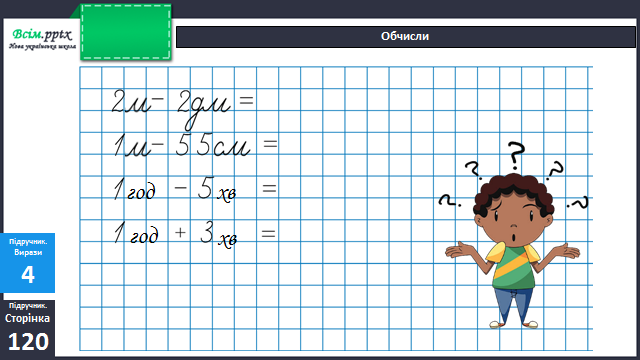 Всім.pptx
Нова українська школа
Обчисли
2м - 2дм =
1м - 55см =
1 год - 5 хв =
1 год + 3 хв =
Підручник.
Вирази
4
Підручник.
Сторінка
120